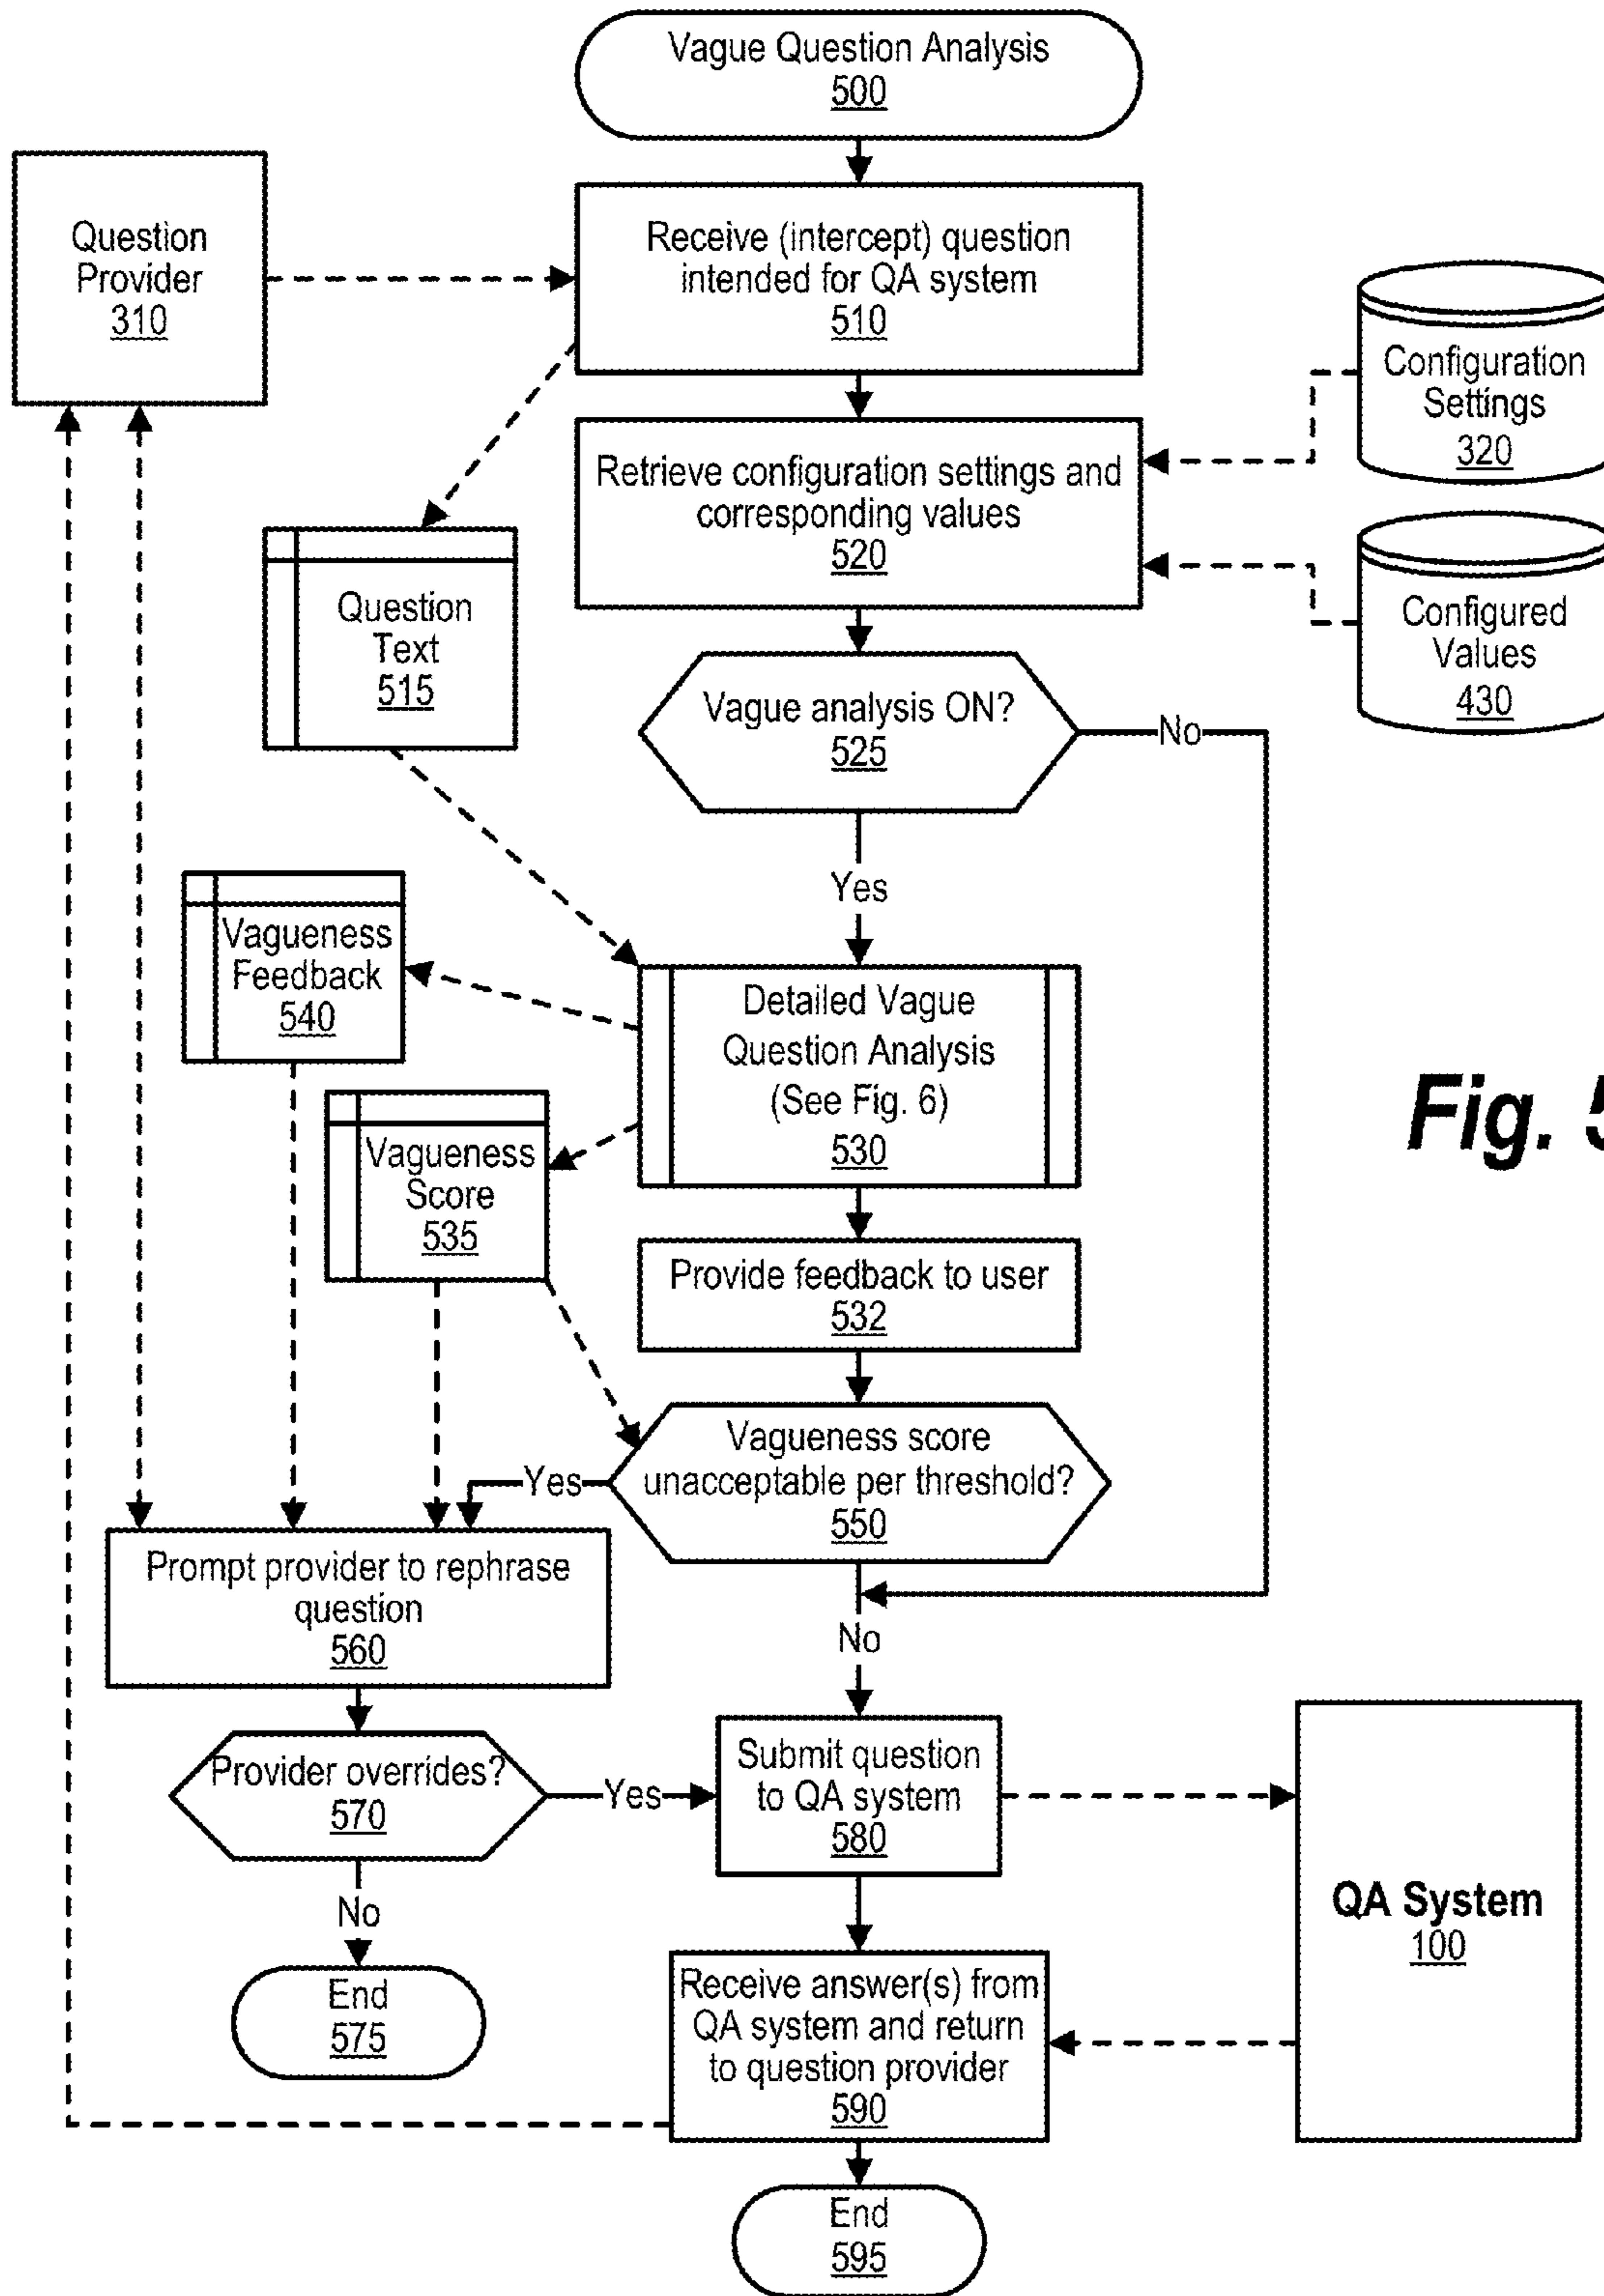 Vague Question Analysis
500
Question
Provider
310
Receive (intercept) question
intended for QA system
510
Configuration
Settings
320
Retrieve configuration settings and
corresponding values
520
Configured
Values
430
Question
Text
515
Vague analysis ON?
525
No
Yes
Vagueness
Feedback
540
Detailed Vague
Question Analysis
(See Fig. 6)
530
Fig. 5
Vagueness
Score
535
Provide feedback to user
532
Vagueness score
unacceptable per threshold?
550
Yes
Prompt provider to rephrase
question
560
No
Provider overrides?
570
Yes
Submit question
to QA system
580
QA System
100
No
End
575
Receive answer(s) from
QA system and return
to question provider
590
End
595